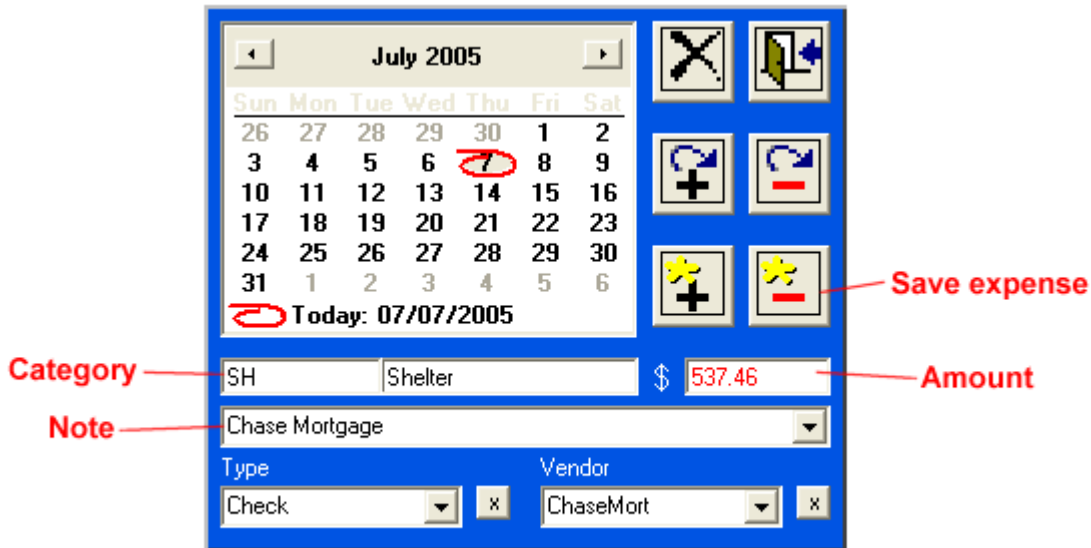 July 2005
Sun Mon Tue Wed Thu Fri Sat
26 27 28 29 30 1 2
3 4 5 6 7 8 9
10 11 12 13 14 15 16
17 18 19 20 21 22 23
24 25 26 27 28 29 30
31 1 2 3 4 5 6
Today: 07/07/2005
Save expense
Category SH Shelter $ 537.46 Amount
Note Chase Mortgage
Type Vendor
Check x ChaseMort x